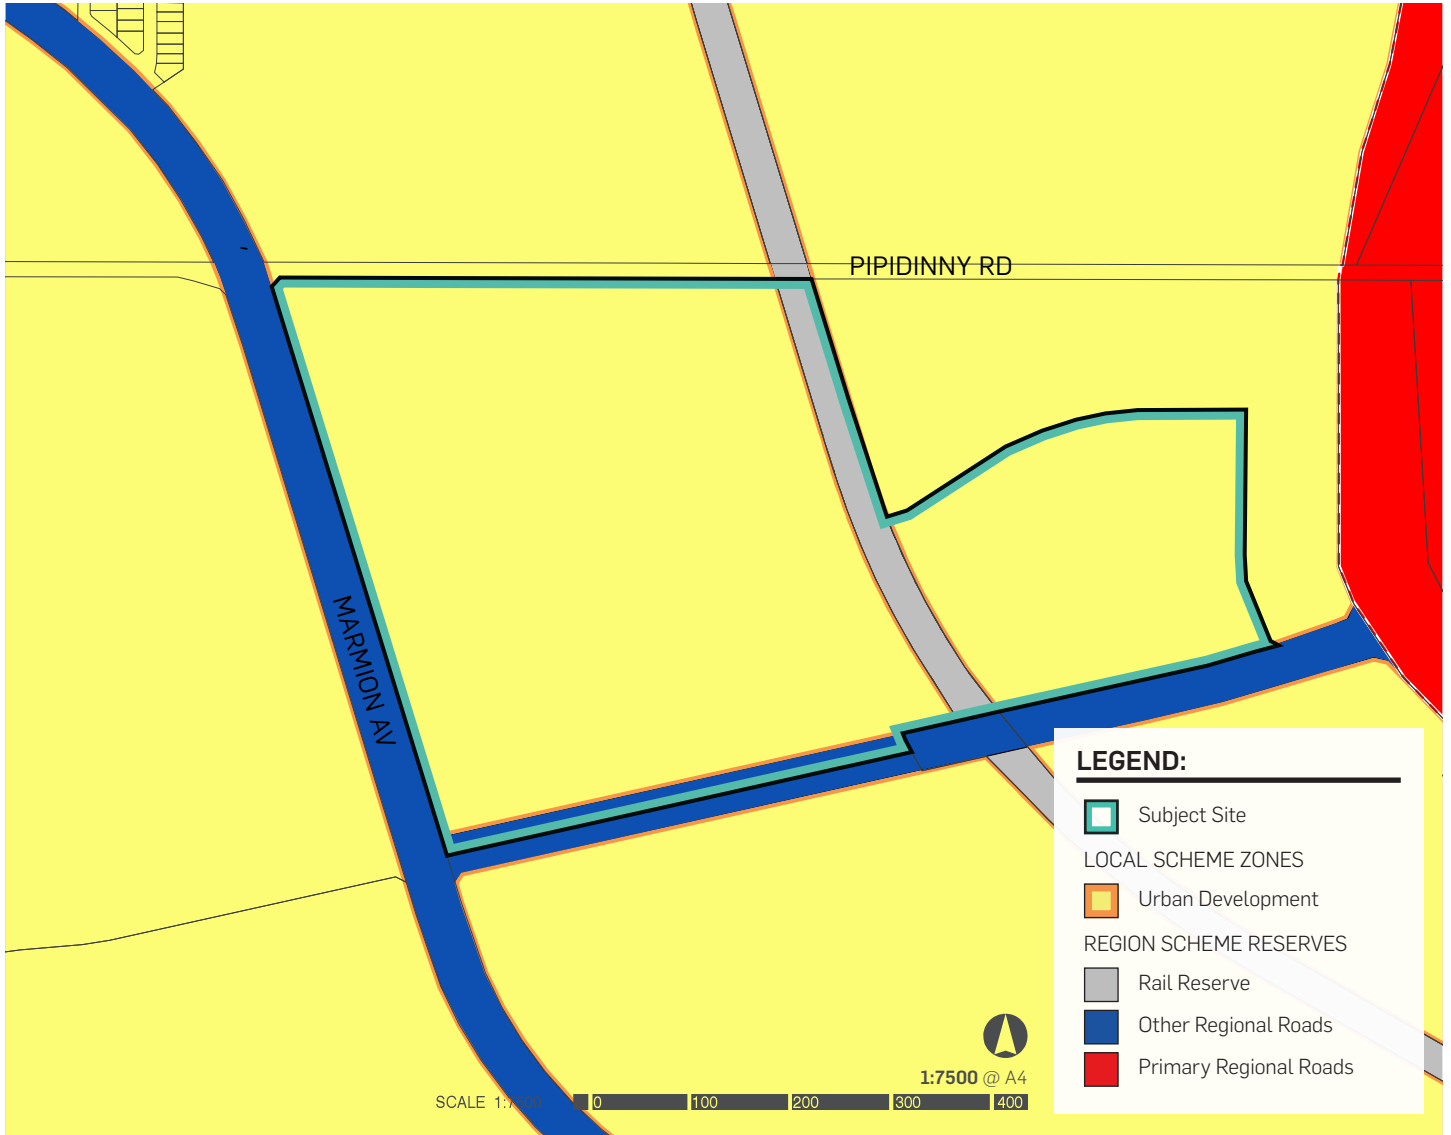 PIPIDINNY RD
MARMION AV
LEGEND:
Subject Site
LOCAL SCHEME ZONES
Urban Development
REGION SCHEME RESERVES
Rail Reserve
Other Regional Roads
Primary Regional Roads
1:7500 @ A4
SCALE 0 100 200 300 400